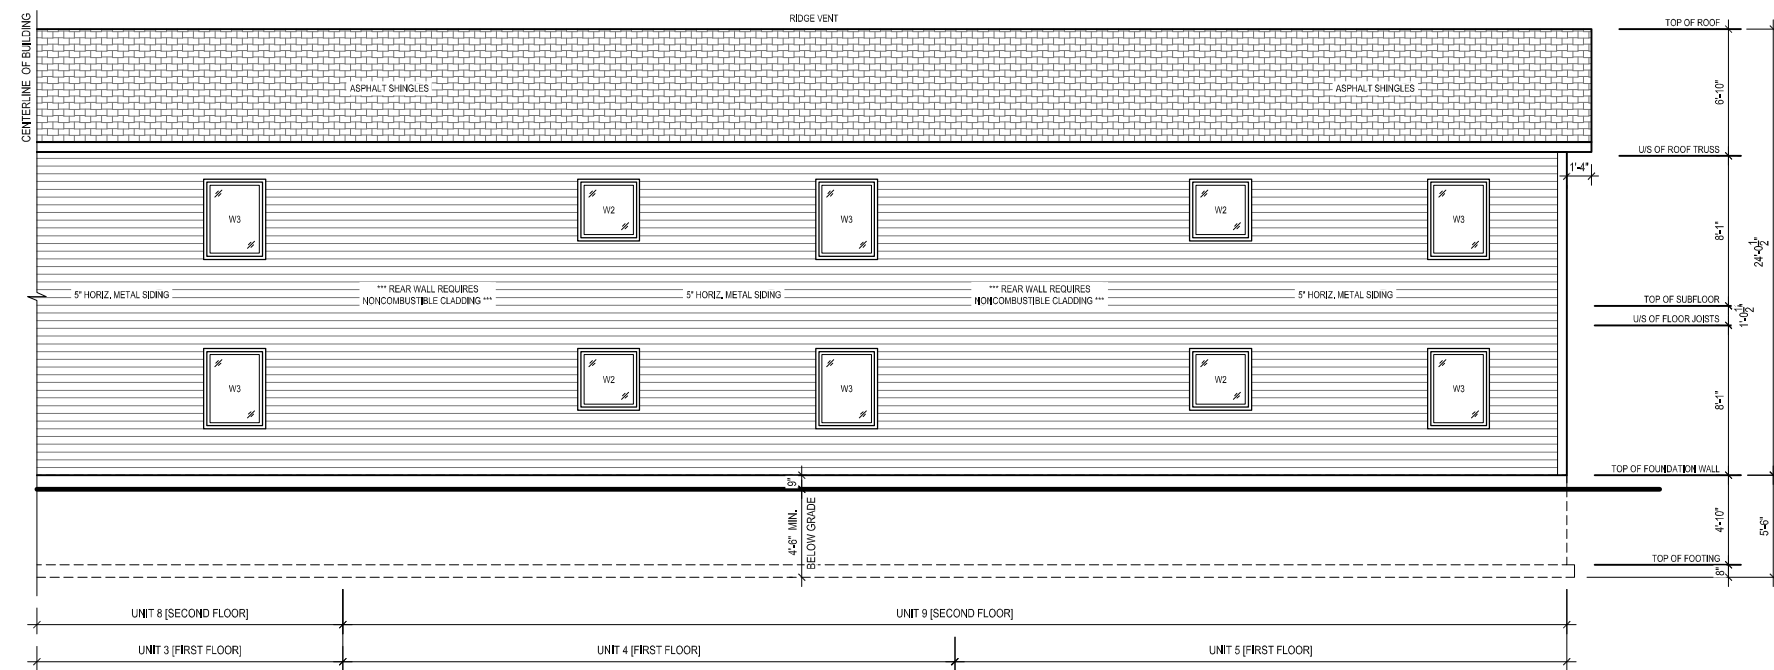 RIDGE VENT
TOP OF ROOF
CENTERLINE OF BUILDING
ASPHALT SHINGLES
ASPHALT SHINGLES
6'-10"
U/S OF ROOF TRUSS
1'-4"
W3
W2
W3
W2
W3
8'-1"
24'-0 1/2"
5" HORIZ. METAL SIDING
*** REAR WALL REQUIRES
NONCOMBUSTIBLE CLADDING ***
5" HORIZ. METAL SIDING
*** REAR WALL REQUIRES
NONCOMBUSTIBLE CLADDING ***
5" HORIZ. METAL SIDING
TOP OF SUBFLOOR
1'-0 1/2"
U/S OF FLOOR JOISTS
W3
W2
W3
W2
W3
8'-1"
TOP OF FOUNDATION WALL
9"
4'-6" MIN.
BELOW GRADE
4'-10"
5'-6"
TOP OF FOOTING
8"
UNIT 8 [SECOND FLOOR]
UNIT 9 [SECOND FLOOR]
UNIT 3 [FIRST FLOOR]
UNIT 4 [FIRST FLOOR]
UNIT 5 [FIRST FLOOR]